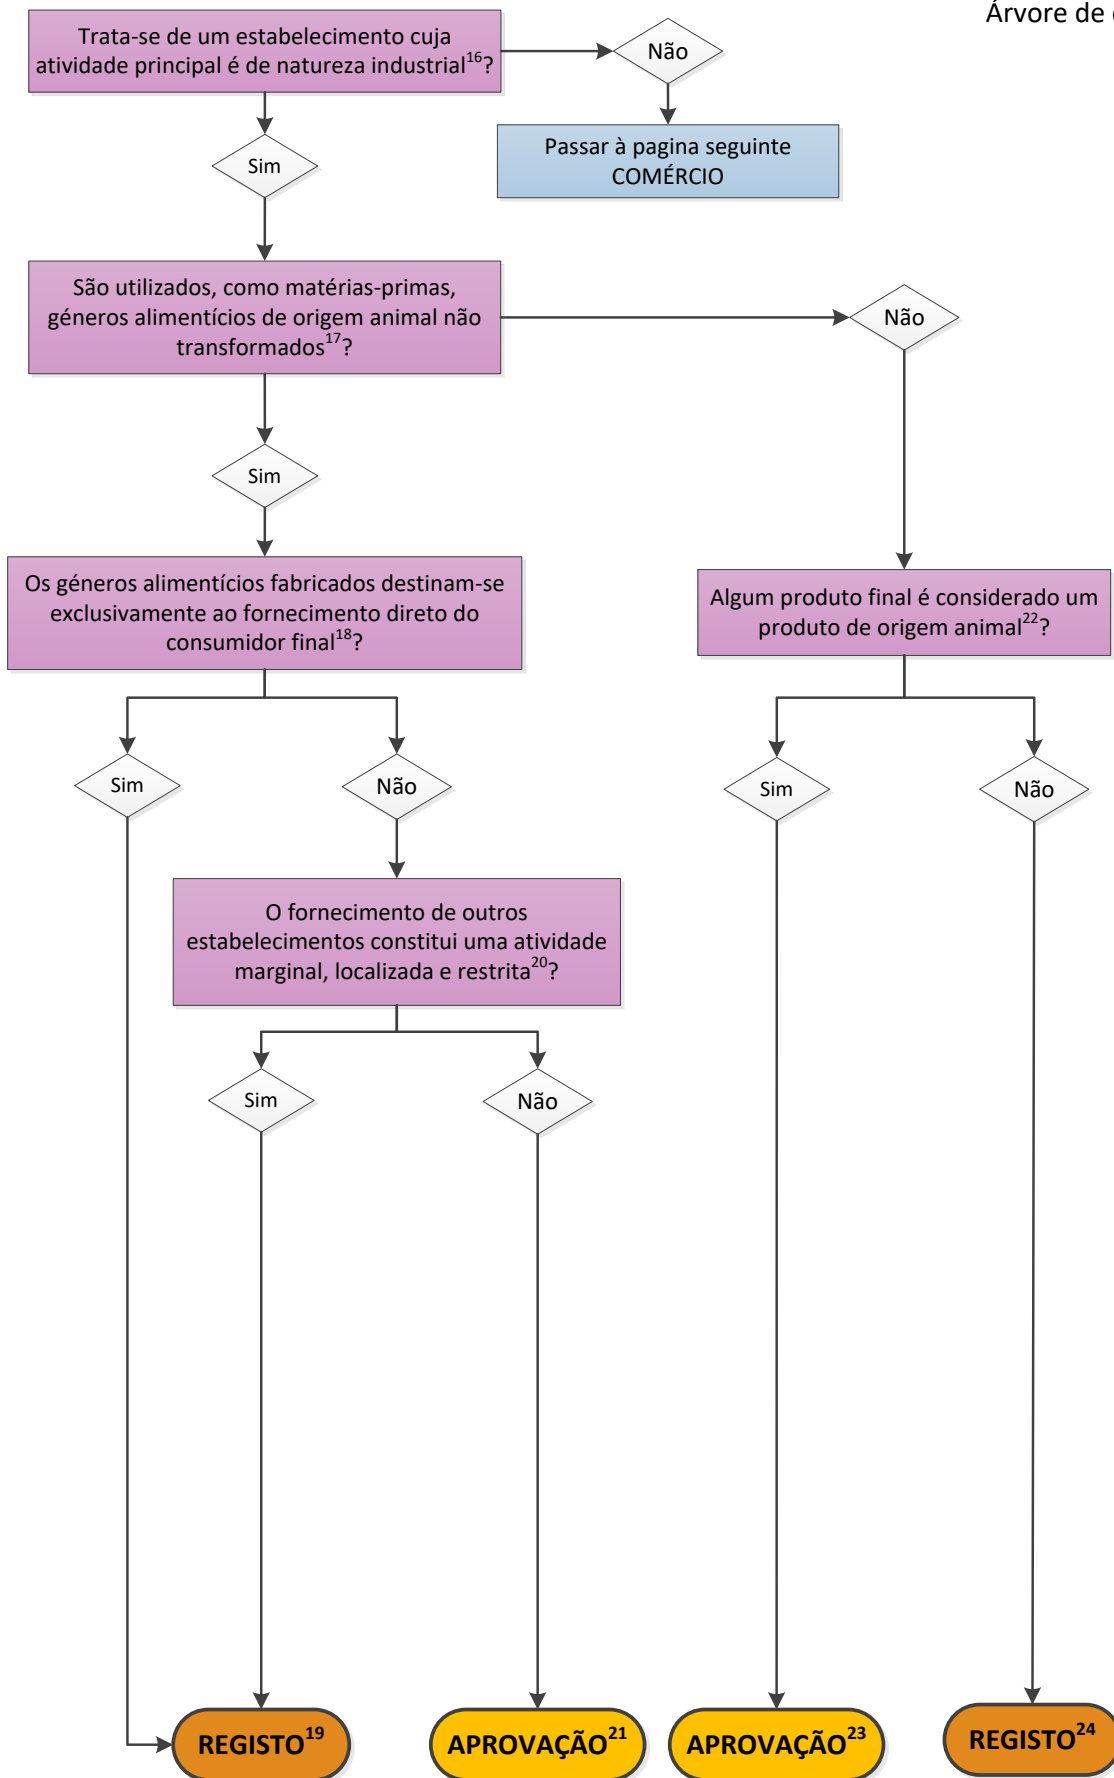 Árvore de
Trata-se de um estabelecimento cuja
atividade principal é de natureza industrial16?
Não
Passar à pagina seguinte
COMÉRCIO
Sim
São utilizados, como matérias-primas,
géneros alimentícios de origem animal não
transformados17?
Não
Sim
Os géneros alimentícios fabricados destinam-se
exclusivamente ao fornecimento direto do
consumidor final18?
Algum produto final é considerado um
produto de origem animal22?
Sim
Não
Sim
Não
O fornecimento de outros
estabelecimentos constitui uma atividade
marginal, localizada e restrita20?
Sim
Não
REGISTO19
APROVAÇÃO21
APROVAÇÃO23
REGISTO24